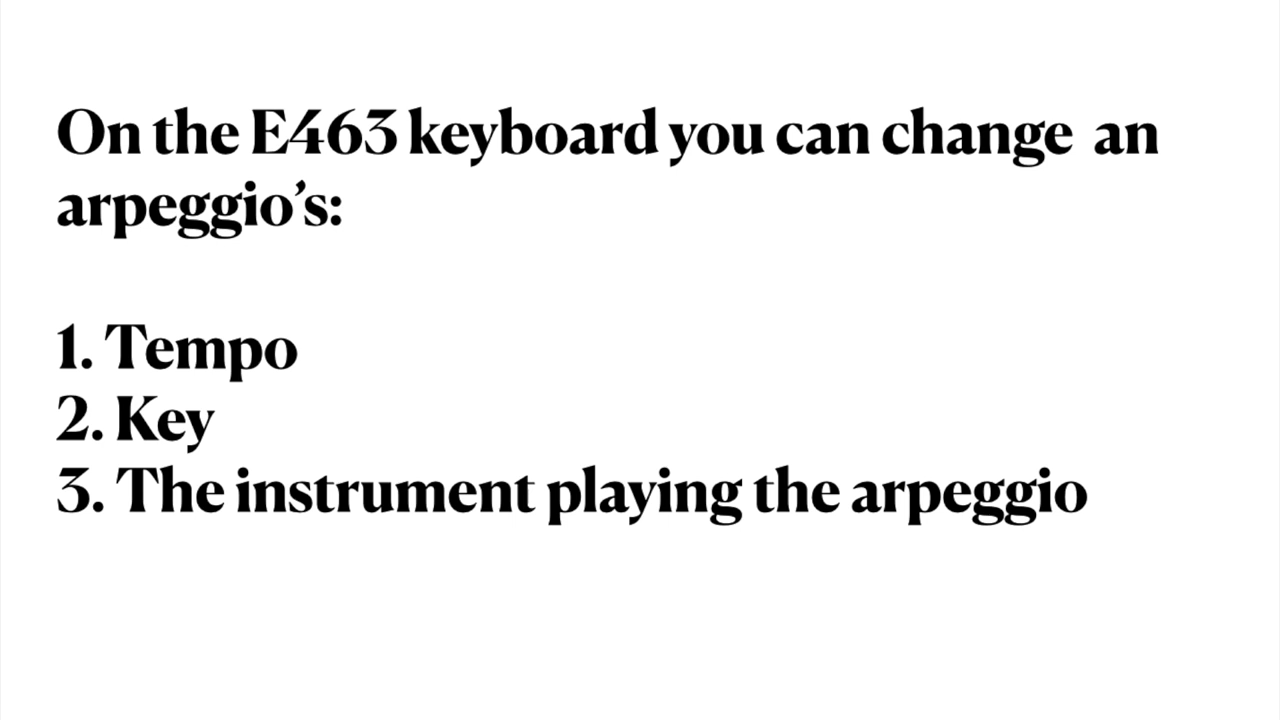 On the E463 keyboard you can change  an
arpeggio’s:
1. Tempo
2. Key
3. The instrument playing the arpeggio